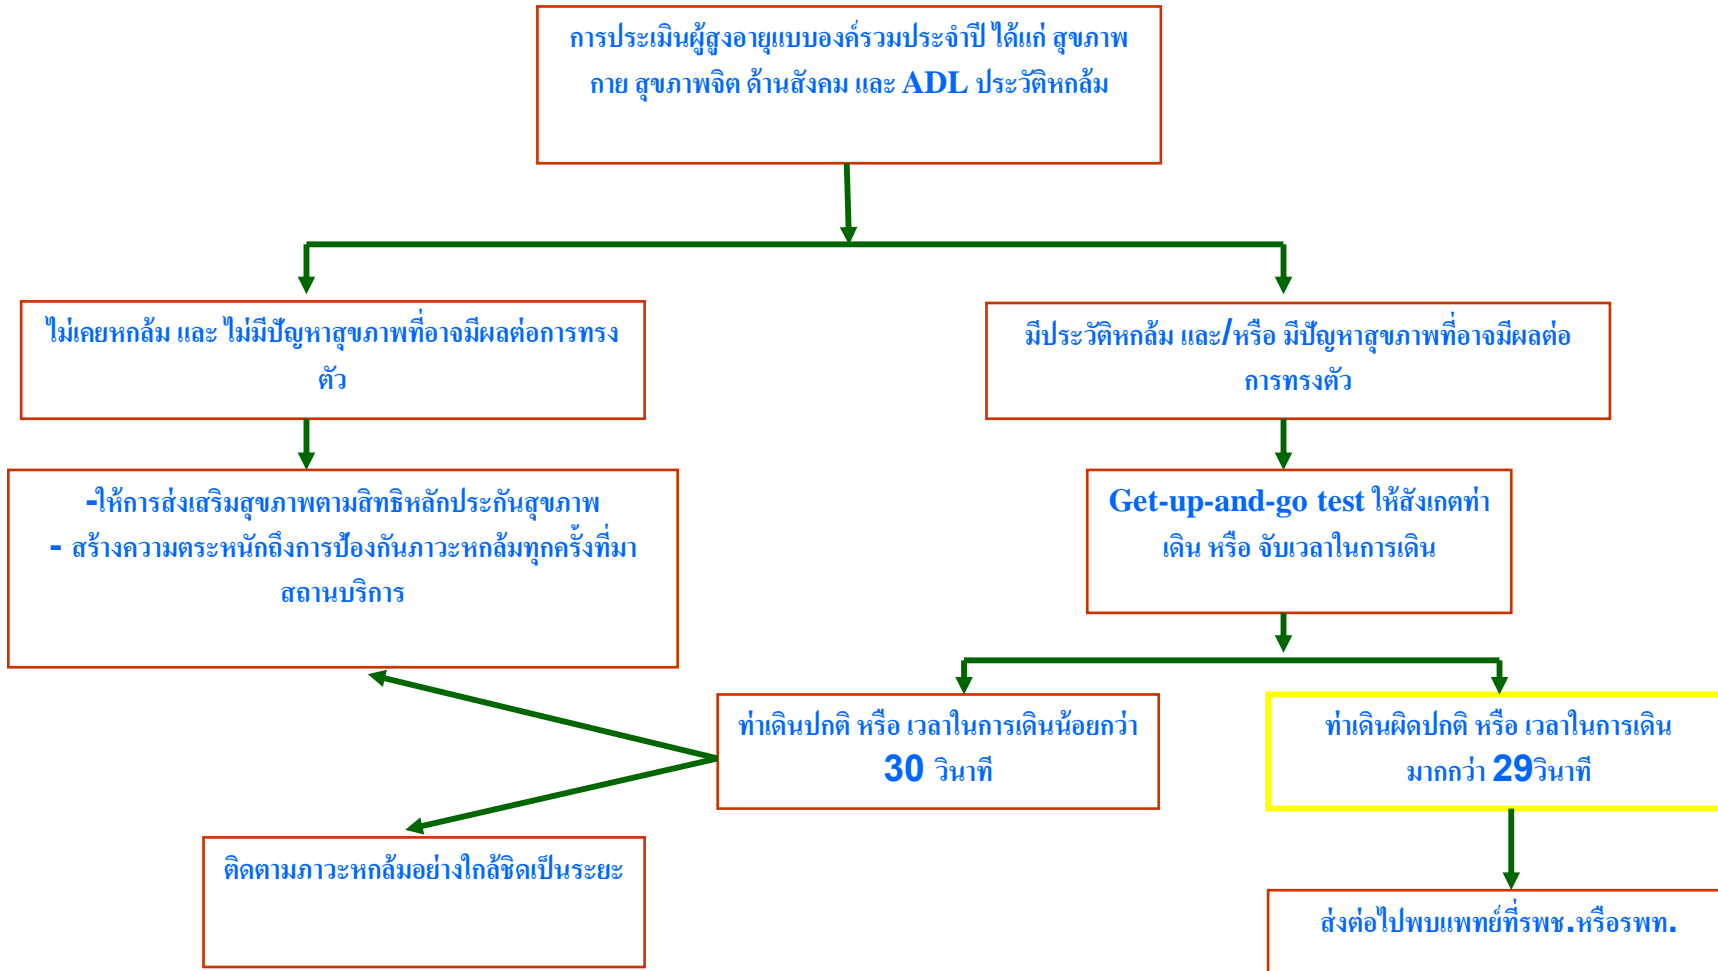 การประเมินผู้สูงอายุแบบองค์รวมประจำปี ได้แก่ สุขภาพ
กาย สุขภาพจิต ด้านสังคม และ ADL ประวัติหกล้ม
ไม่เคยหกล้ม และ ไม่มีปัญหาสุขภาพที่อาจมีผลต่อการทรง
ตัว
มีประวัติหกล้ม และ/หรือ มีปัญหาสุขภาพที่อาจมีผลต่อ
การทรงตัว
-ให้การส่งเสริมสุขภาพตามสิทธิหลักประกันสุขภาพ
- สร้างความตระหนักถึงการป้องกันภาวะหกล้มทุกครั้งที่มา
สถานบริการ
Get-up-and-go test ให้สังเกตท่า
เดิน หรือ จับเวลาในการเดิน
ท่าเดินปกติ หรือ เวลาในการเดินน้อยกว่า
30 วินาที
ท่าเดินผิดปกติ หรือ เวลาในการเดิน
มากกว่า 29วินาที
ติดตามภาวะหกล้มอย่างใกล้ชิดเป็นระยะ
ส่งต่อไปพบแพทย์ที่รพช.หรือรพท.